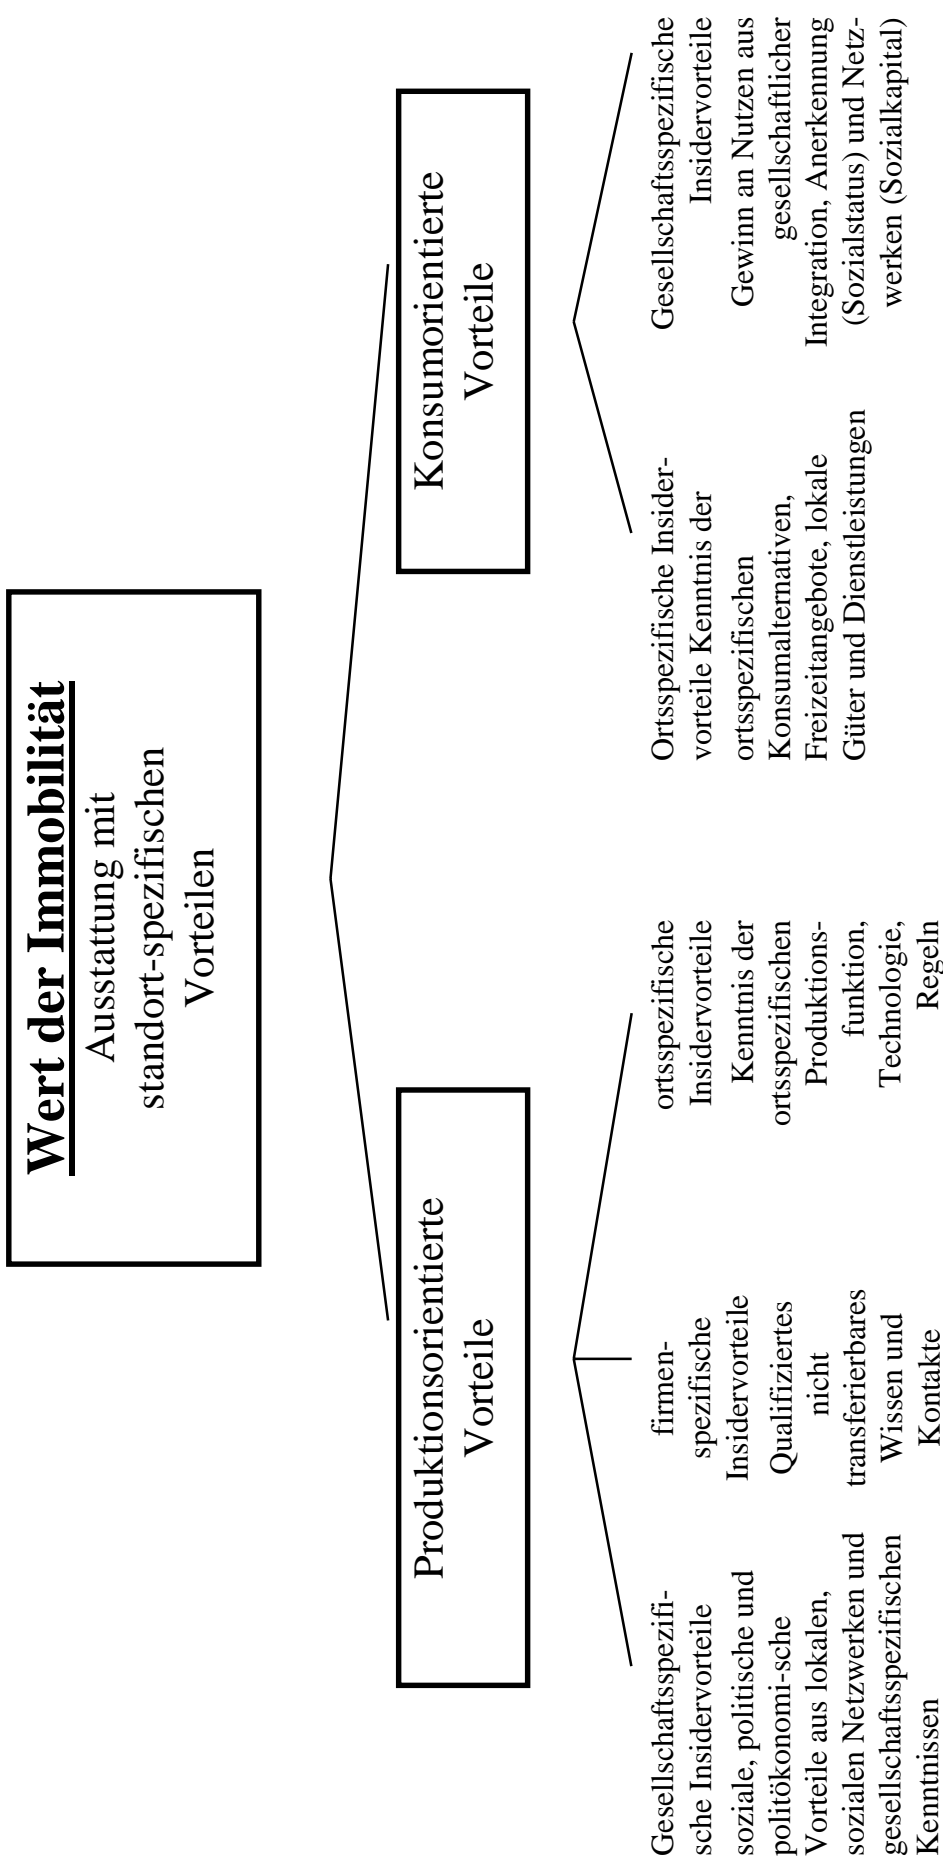 Wert der Immobilität
Ausstattung mit
standort-spezifischen
Vorteilen
Produktionsorientierte
Vorteile
Konsumorientierte
Vorteile
Gesellschaftsspezifi-
sche Insidervorteile
soziale, politische und
politökonomi-sche
Vorteile aus lokalen,
sozialen Netzwerken und
gesellschaftsspezifischen
Kenntnissen
firmen-
spezifische
Insidervorteile
Qualifiziertes
nicht
transferierbares
Wissen und
Kontakte
ortsspezifische
Insidervorteile
Kenntnis der
ortsspezifischen
Produktions-
funktion,
Technologie,
Regeln
Ortsspezifische Insider-
vorteile Kenntnis der
ortsspezifischen
Konsumalternativen,
Freizeitangebote, lokale
Güter und Dienstleistungen
Gesellschaftsspezifische
Insidervorteile
Gewinn an Nutzen aus
gesellschaftlicher
Integration, Anerkennung
(Sozialstatus) und Netz-
werken (Sozialkapital)